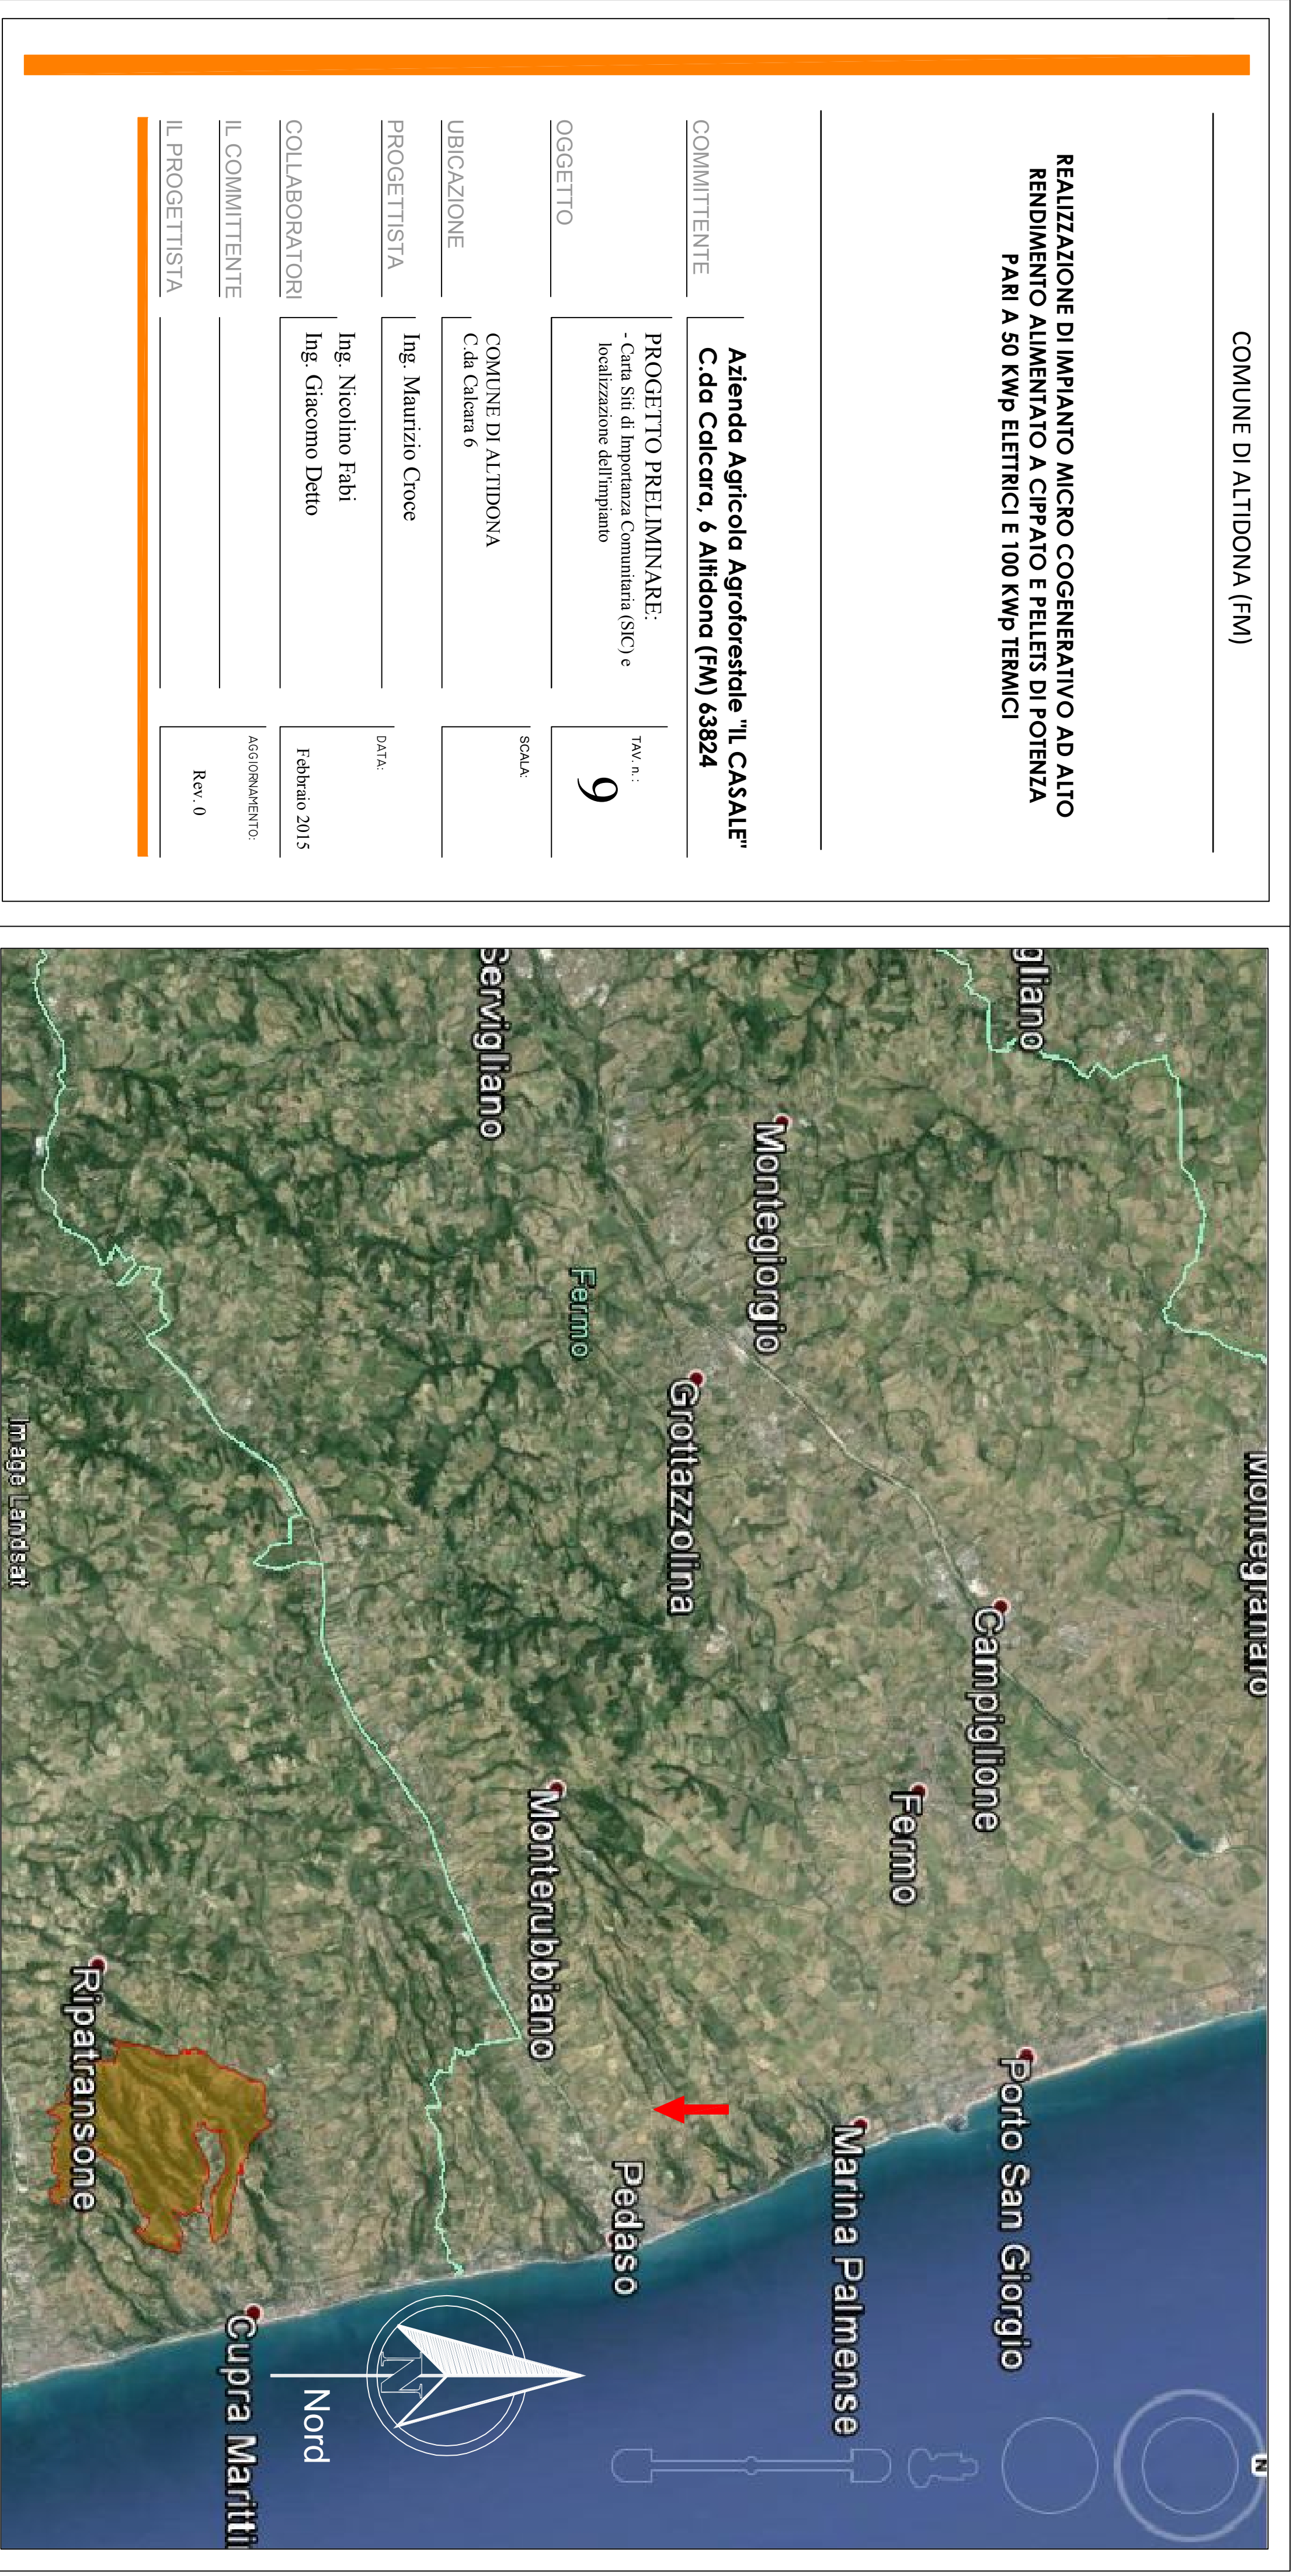 COMUNE DI ALTIDONA (FM)
REALIZZAZIONE DI IMPIANTO MICRO COGENERATIVO AD ALTO
RENDIMENTO ALIMENTATO A CIPPATO E PELLETS DI POTENZA
PARI A 50 KWp ELETTRICI E 100 KWp TERMICI
COMMITTENTE
Azienda Agricola Agroforestale "IL CASALE"
C.da Calcara, 6 Altidona (FM) 63824
OGGETTO
PROGETTO PRELIMINARE:
- Carta Siti di Importanza Comunitaria (SIC) e
localizzazione dell'impianto
TAV. n. :
9
UBICAZIONE
COMUNE DI ALTIDONA
C.da Calcara 6
SCALA:
PROGETTISTA
Ing. Maurizio Croce
DATA:
Febbraio 2015
COLLABORATORI
Ing. Nicolino Fabi
Ing. Giacomo Detto
IL COMMITTENTE
AGGIORNAMENTO:
Rev. 0
IL PROGETTISTA
Montegranaro
N
gliano
Campiglione
Porto San Giorgio
Fermo
Marina Palmense
Montegiorgio
Grottazzolina
Pedaso
Fermo
Monterubbiano
Servigliano
N
Nord
Cupra Maritti
Ripatransone
Image Landsat